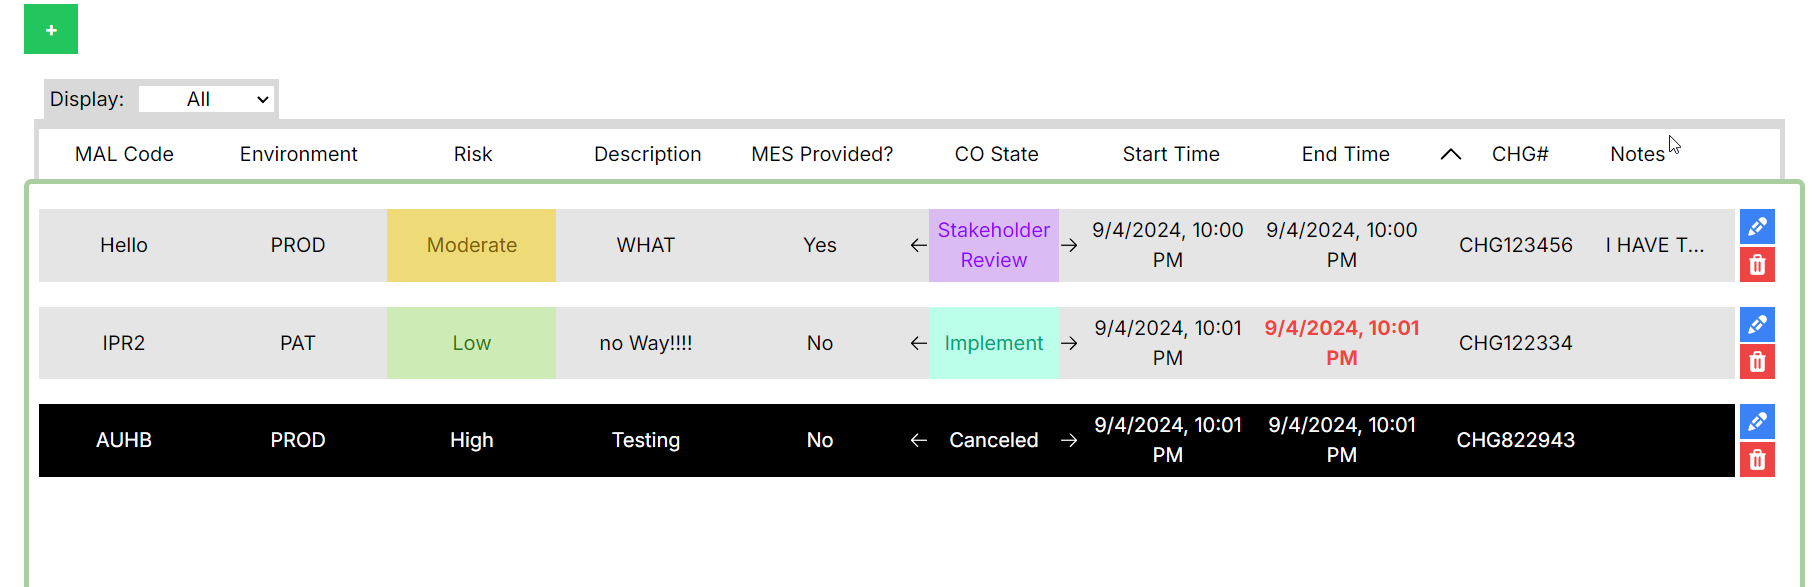 +
Display: All
MAL Code Environment Risk Description MES Provided? CO State Start Time End Time CHG# Notes
Hello PROD Moderate WHAT Yes ← Stakeholder Review → 9/4/2024, 10:00 PM 9/4/2024, 10:00 PM CHG123456 I HAVE T...
IPR2 PAT Low no Way!!!! No ← Implement → 9/4/2024, 10:01 PM 9/4/2024, 10:01 PM CHG122334
AUHB PROD High Testing No ← Canceled → 9/4/2024, 10:01 PM 9/4/2024, 10:01 PM CHG822943